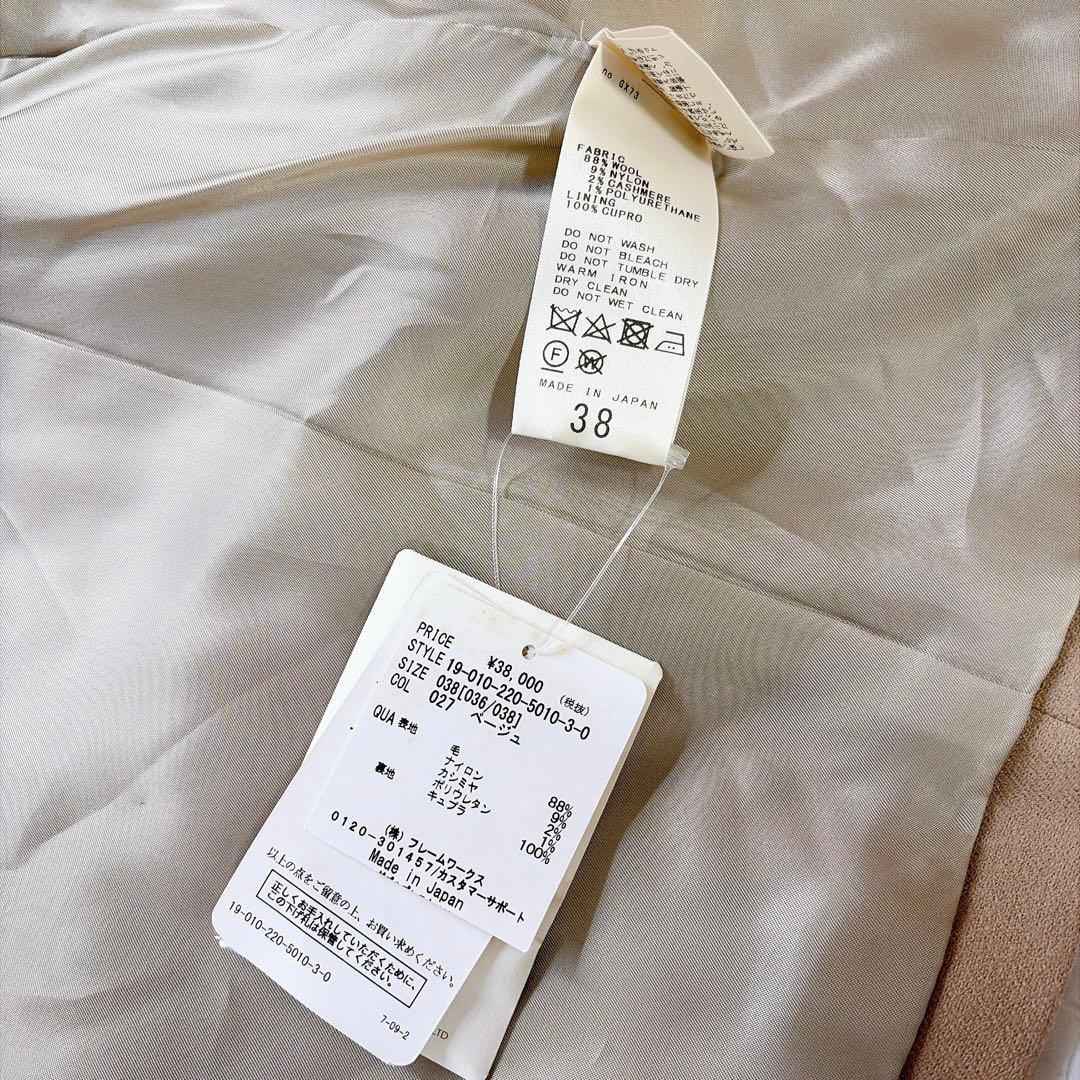 no. GX73
FABRIC
88% WOOL
9% NYLON
2% CASHMERE
1% POLYURETHANE
LINING
100% CUPRO
DO NOT WASH
DO NOT BLEACH
DO NOT TUMBLE DRY
WARM IRON
DRY CLEAN
DO NOT WET CLEAN
F W
MADE IN JAPAN
38
PRICE ¥38,000 (税抜)
STYLE 19-010-220-5010-3-0
SIZE 038[036/038]
COL 027 ベージュ
QUA 表地 毛 88%
ナイロン 9%
カシミヤ 2%
ポリウレタン 1%
裏地 キュプラ 100%
(株) フレームワークス
0120-301457/カスタマーサポート
Made in Japan
以上の点をご留意の上、お買い求めください。
正しくお手入れしていただくために、
この下げ札は保管してください。
19-010-220-5010-3-0
7-09-2
LTD